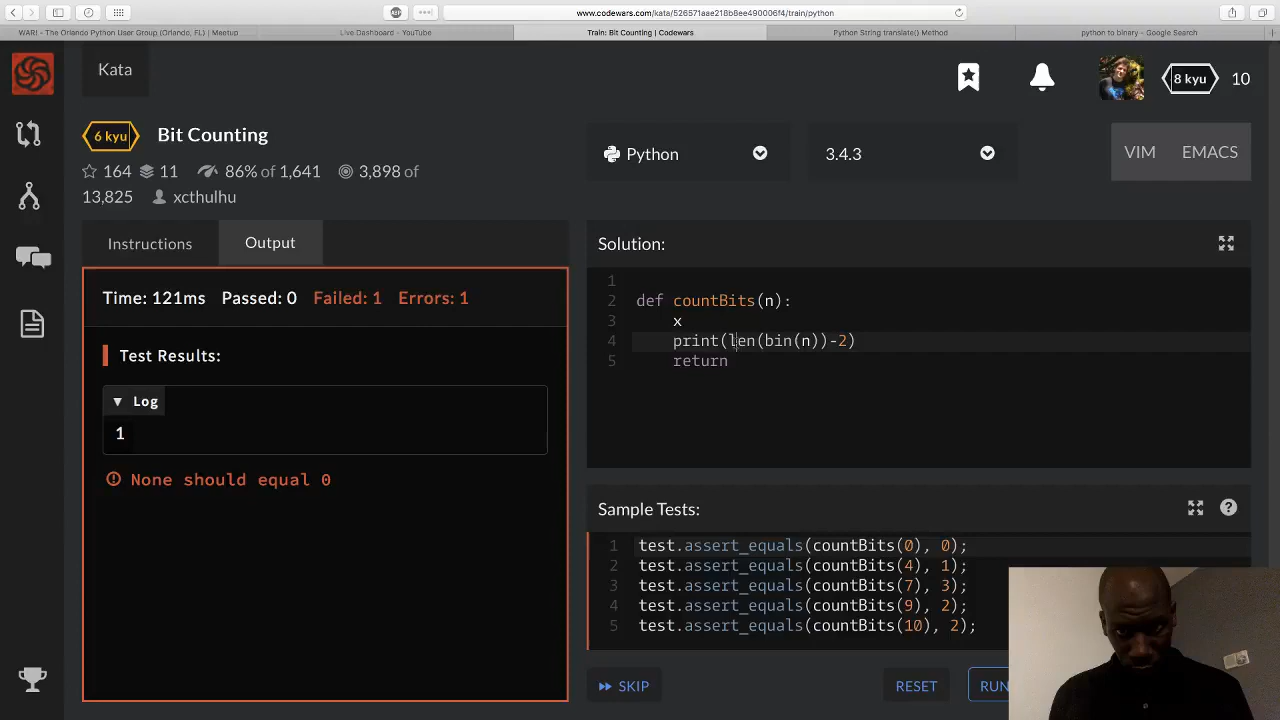 www.codewars.com/kata/526571aae218b8ee490006f4/train/python
WAR! - The Orlando Python User Group (Orlando, FL) | Meetup
Live Dashboard - YouTube
Train: Bit Counting | Codewars
Python String translate() Method
python to binary - Google Search
ABP
Kata
8 kyu
10
6 kyu
Bit Counting
164
11
86% of 1,641
3,898 of
13,825
xcthulhu
Python
3.4.3
VIM
EMACS
Instructions
Output
Time: 121ms Passed: 0 Failed: 1 Errors: 1
Test Results:
▼ Log
1
None should equal 0
Solution:
1
2 def countBits(n):
3 x
4 print(len(bin(n))-2)
5 return
Sample Tests:
?
1 test.assert_equals(countBits(0), 0);
2 test.assert_equals(countBits(4), 1);
3 test.assert_equals(countBits(7), 3);
4 test.assert_equals(countBits(9), 2);
5 test.assert_equals(countBits(10), 2);
SKIP
RESET
RUN